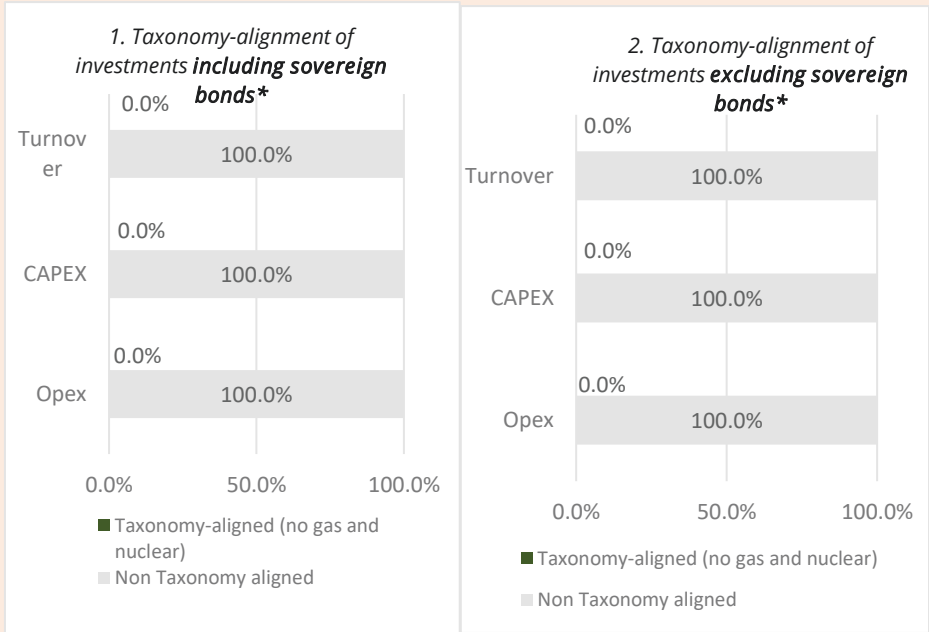 1. Taxonomy-alignment of
investments including sovereign
bonds*
0.0%
Turnov
er
100.0%
0.0%
CAPEX
100.0%
0.0%
Opex
100.0%
0.0%
50.0%
100.0%
Taxonomy-aligned (no gas and
nuclear)
Non Taxonomy aligned
2. Taxonomy-alignment of
investments excluding sovereign
bonds*
0.0%
Turnover
100.0%
0.0%
CAPEX
100.0%
0.0%
Opex
100.0%
0.0%
50.0%
100.0%
Taxonomy-aligned (no gas and nuclear)
Non Taxonomy aligned